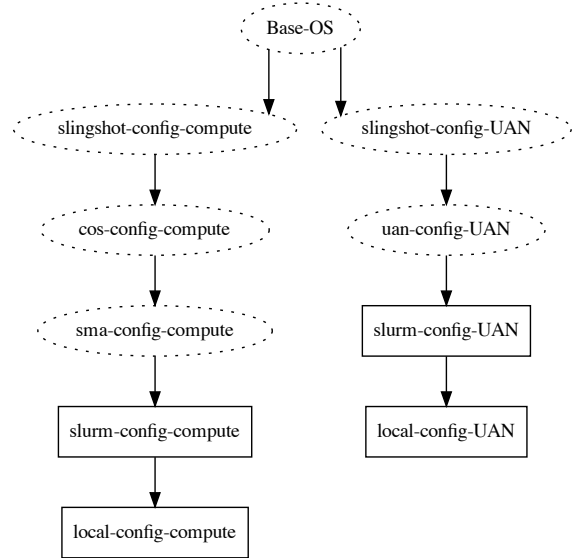 Base-OS
slingshot-config-compute
slingshot-config-UAN
cos-config-compute
uan-config-UAN
sma-config-compute
slurm-config-UAN
slurm-config-compute
local-config-UAN
local-config-compute